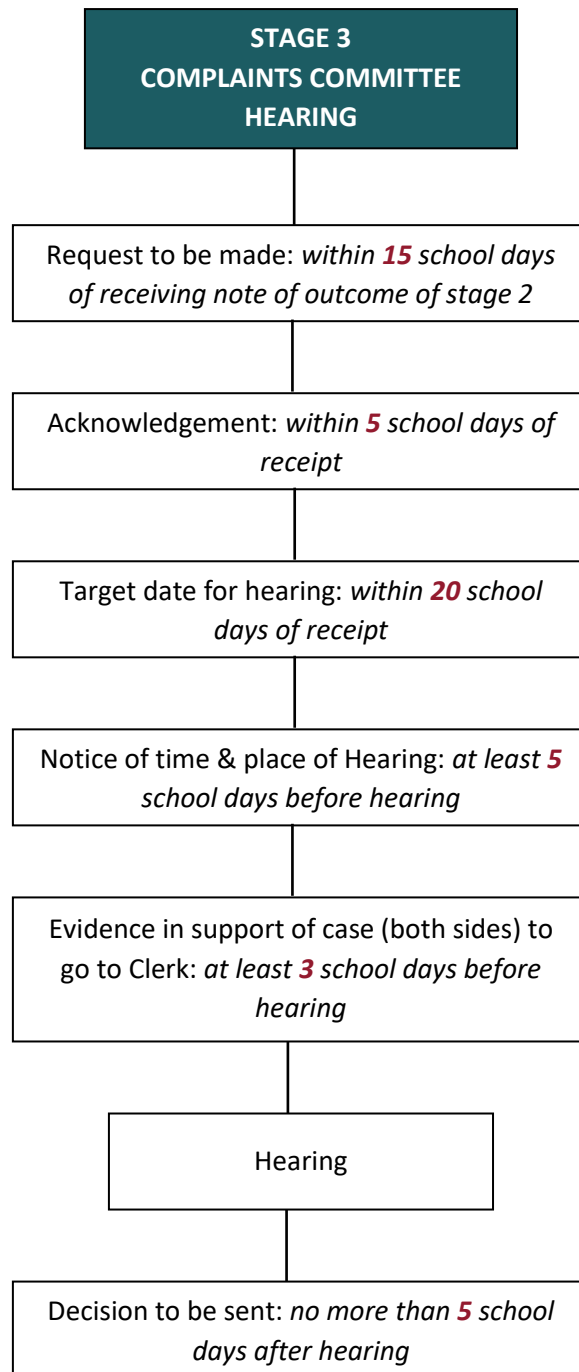 STAGE 3
COMPLAINTS COMMITTEE
HEARING
Request to be made: within 15 school days
of receiving note of outcome of stage 2
Acknowledgement: within 5 school days of
receipt
Target date for hearing: within 20 school
days of receipt
Notice of time & place of Hearing: at least 5
school days before hearing
Evidence in support of case (both sides) to
go to Clerk: at least 3 school days before
hearing
Hearing
Decision to be sent: no more than 5 school
days after hearing